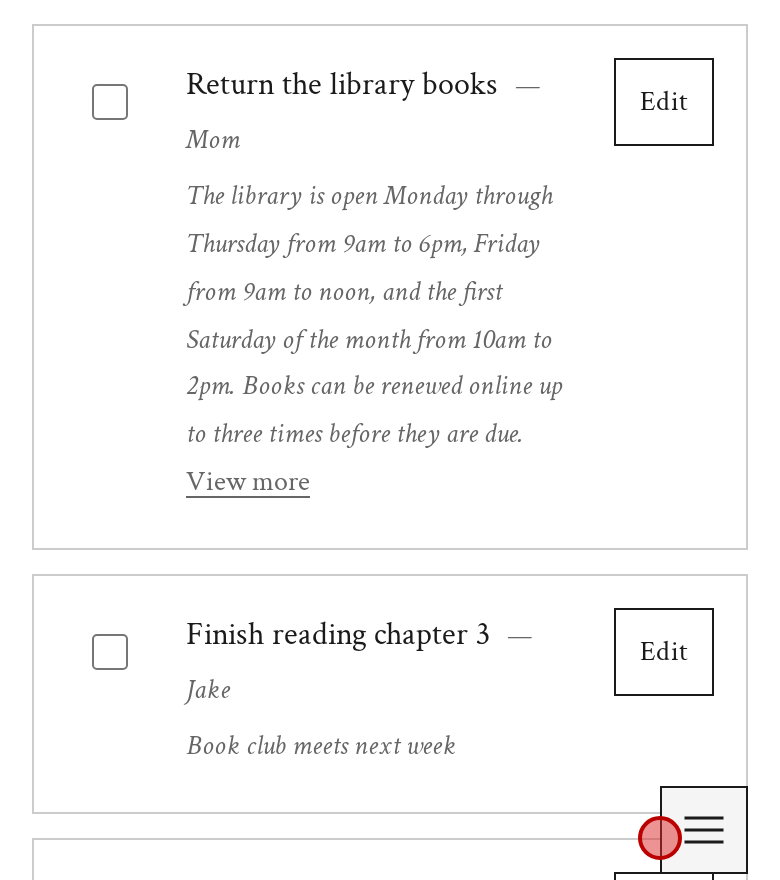 Return the library books —
Edit
Mom
The library is open Monday through
Thursday from 9am to 6pm, Friday
from 9am to noon, and the first
Saturday of the month from 10am to
2pm. Books can be renewed online up
to three times before they are due.
View more
Finish reading chapter 3 —
Edit
Jake
Book club meets next week